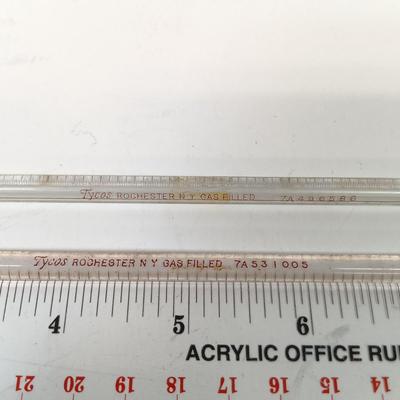 Tycos ROCHESTER N Y GAS FILLED 7A496586
Tycos ROCHESTER N Y GAS FILLED 7A531005
4 5 6
ACRYLIC OFFICE RU
21 20 19 18 17 16 15 14